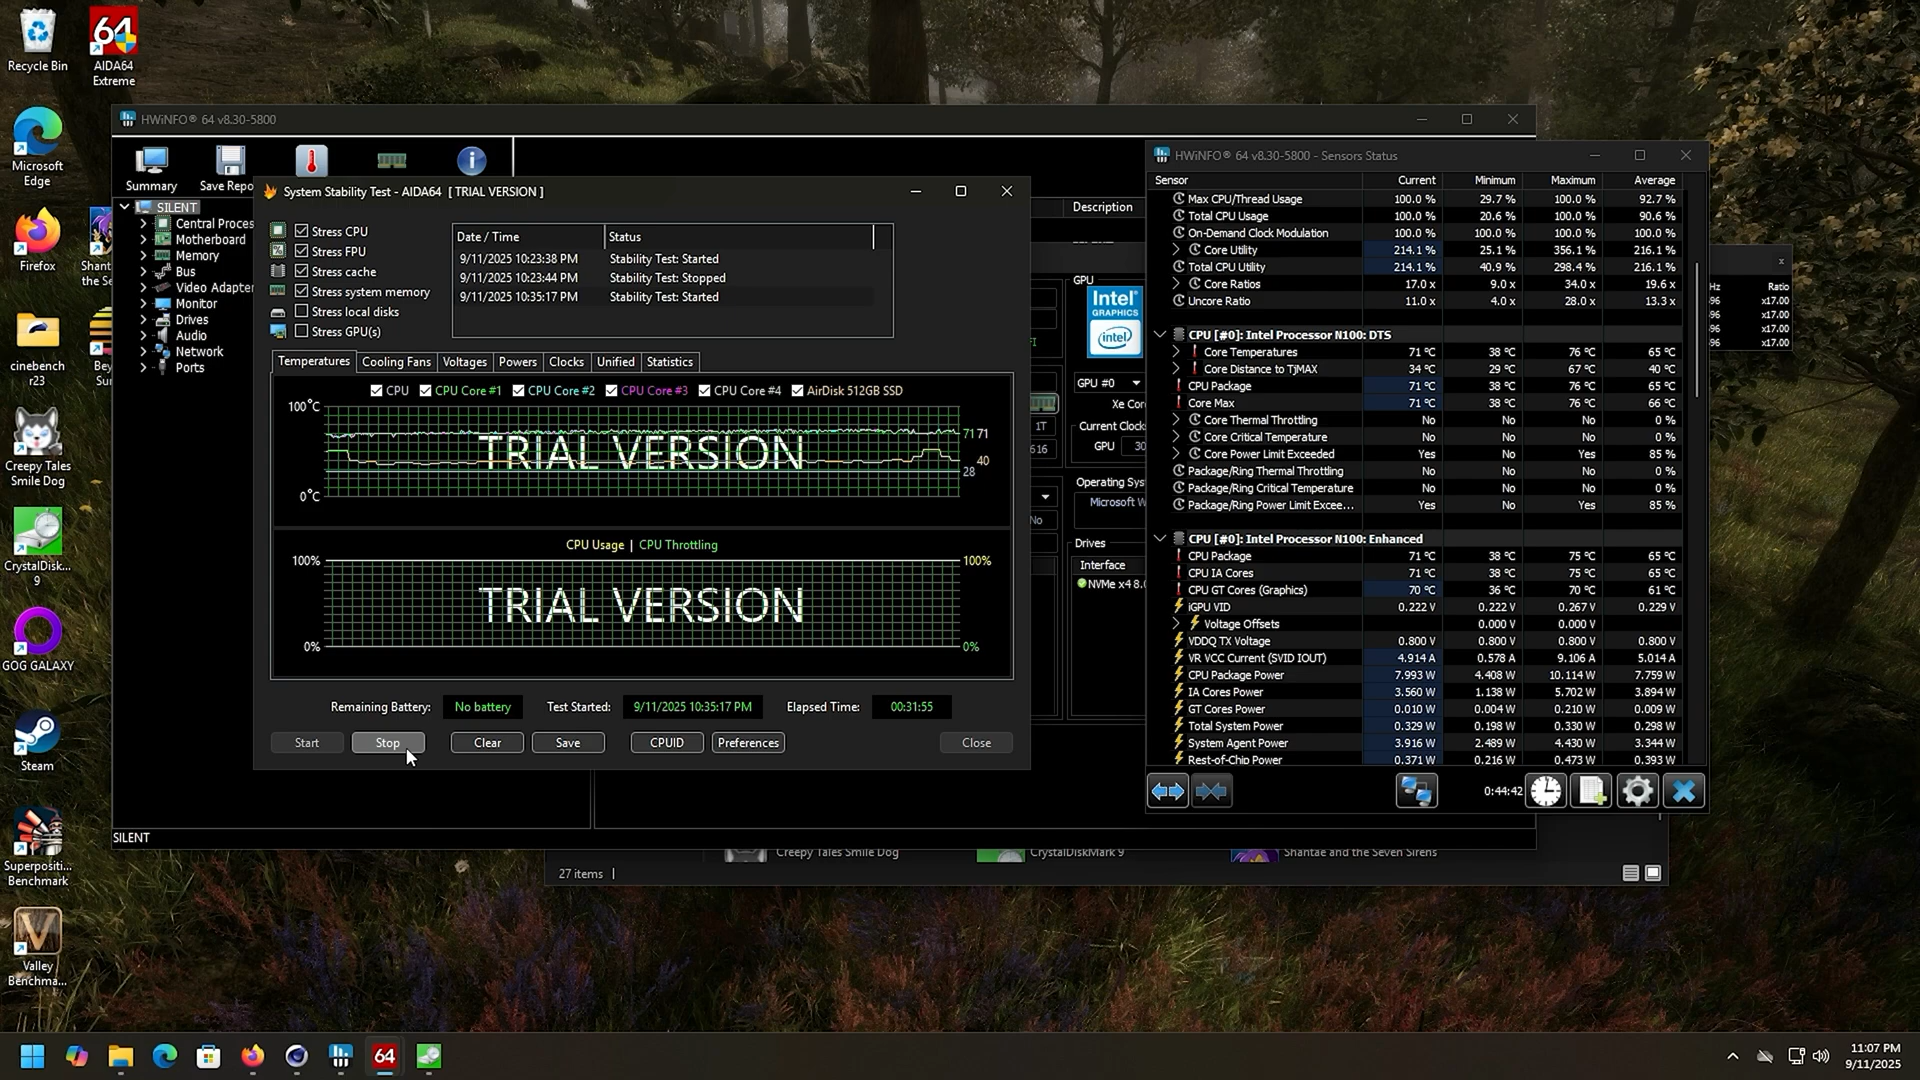 Recycle Bin
AIDA64
Extreme
Microsoft
Edge
Firefox
Shant
the Se
cinebench
r23
Bey
Sur
Creepy Tales
Smile Dog
CrystalDisk...
9
GOG GALAXY
Steam
Superpositi...
Benchmark
Valley
Benchma...
HWiNFO® 64 v8.30-5800
Summary
Save Repo
SILENT
Central Proces
Motherboard
Memory
Bus
Video Adapter
Monitor
Drives
Audio
Network
Ports
SILENT
System Stability Test - AIDA64 [ TRIAL VERSION ]
Stress CPU
Stress FPU
Stress cache
Stress system memory
Stress local disks
Stress GPU(s)
Date / Time Status
9/11/2025 10:23:38 PM Stability Test: Started
9/11/2025 10:23:44 PM Stability Test: Stopped
9/11/2025 10:35:17 PM Stability Test: Started
Temperatures Cooling Fans Voltages Powers Clocks Unified Statistics
CPU CPU Core #1 CPU Core #2 CPU Core #3 CPU Core #4 AirDisk 512GB SSD
100°C
TRIAL VERSION
71 71
40
28
0°C
CPU Usage | CPU Throttling
100% 100%
TRIAL VERSION
0% 0%
Remaining Battery: No battery Test Started: 9/11/2025 10:35:17 PM Elapsed Time: 00:31:55
Start Stop Clear Save CPUID Preferences Close
Description
GPU
intel
GRAPHICS
intel
GPU #0
Xe Cor
1T
Current Clock
616
GPU 30
Operating Sys
Microsoft W
No
Drives
Interface
NVMe x4 8.0
HWiNFO® 64 v8.30-5800 - Sensors Status
Sensor Current Minimum Maximum Average
Max CPU/Thread Usage 100.0 % 29.7 % 100.0 % 92.7 %
Total CPU Usage 100.0 % 20.6 % 100.0 % 90.6 %
On-Demand Clock Modulation 100.0 % 100.0 % 100.0 % 100.0 %
Core Utility 214.1 % 25.1 % 356.1 % 216.1 %
Total CPU Utility 214.1 % 40.9 % 298.4 % 216.1 %
Core Ratios 17.0 x 9.0 x 34.0 x 19.6 x
Uncore Ratio 11.0 x 4.0 x 28.0 x 13.3 x
CPU [#0]: Intel Processor N100: DTS
Core Temperatures 71 °C 38 °C 76 °C 65 °C
Core Distance to TjMAX 34 °C 29 °C 67 °C 40 °C
CPU Package 71 °C 38 °C 76 °C 65 °C
Core Max 71 °C 38 °C 76 °C 66 °C
Core Thermal Throttling No No No 0 %
Core Critical Temperature No No No 0 %
Core Power Limit Exceeded Yes No Yes 85 %
Package/Ring Thermal Throttling No No No 0 %
Package/Ring Critical Temperature No No No 0 %
Package/Ring Power Limit Excee... Yes No Yes 85 %
CPU [#0]: Intel Processor N100: Enhanced
CPU Package 71 °C 38 °C 75 °C 65 °C
CPU IA Cores 71 °C 38 °C 75 °C 65 °C
CPU GT Cores (Graphics) 70 °C 36 °C 70 °C 61 °C
iGPU VID 0.222 V 0.222 V 0.267 V 0.229 V
Voltage Offsets 0.000 V 0.000 V
VDDQ TX Voltage 0.800 V 0.800 V 0.800 V 0.800 V
VR VCC Current (SVID IOUT) 4.914 A 0.578 A 9.106 A 5.014 A
CPU Package Power 7.993 W 4.408 W 10.114 W 7.759 W
IA Cores Power 3.560 W 1.138 W 5.702 W 3.894 W
GT Cores Power 0.010 W 0.004 W 0.210 W 0.009 W
Total System Power 0.329 W 0.198 W 0.330 W 0.298 W
System Agent Power 3.916 W 2.489 W 4.430 W 3.344 W
Rest-of-Chip Power 0.371 W 0.216 W 0.473 W 0.393 W
0:44:42
Hz Ratio
96 x17.00
96 x17.00
96 x17.00
96 x17.00
Creepy Tales Smile Dog CrystalDiskMark 9 Shantae and the Seven Sirens
27 items
64
11:07 PM
9/11/2025